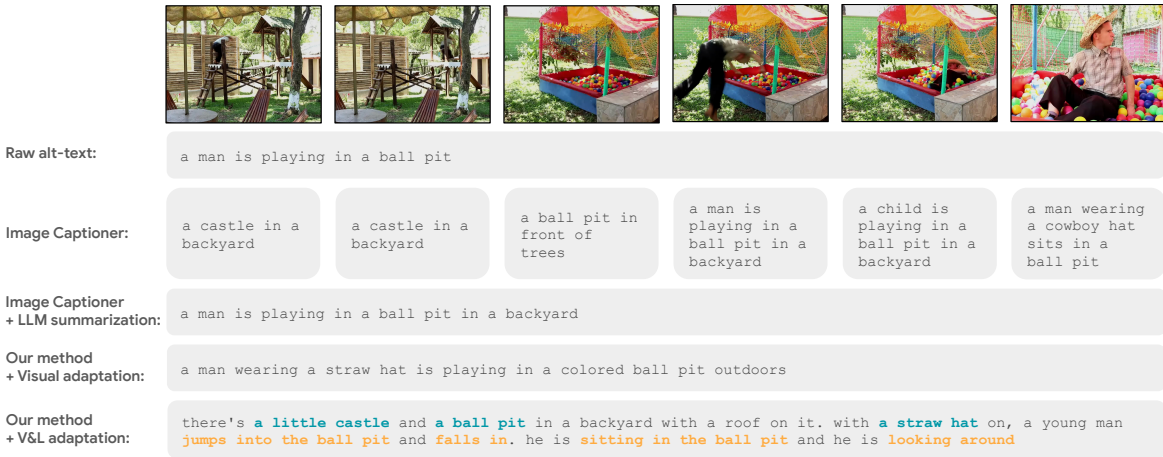 Raw alt-text:
a man is playing in a ball pit
Image Captioner:
a castle in a
backyard
a castle in a
backyard
a ball pit in
front of
trees
a man is
playing in a
ball pit in a
backyard
a child is
playing in a
ball pit in a
backyard
a man wearing
a cowboy hat
sits in a
ball pit
Image Captioner
+ LLM summarization:
a man is playing in a ball pit in a backyard
Our method
+ Visual adaptation:
a man wearing a straw hat is playing in a colored ball pit outdoors
Our method
+ V&L adaptation:
there's a little castle and a ball pit in a backyard with a roof on it. with a straw hat on, a young man
jumps into the ball pit and falls in. he is sitting in the ball pit and he is looking around